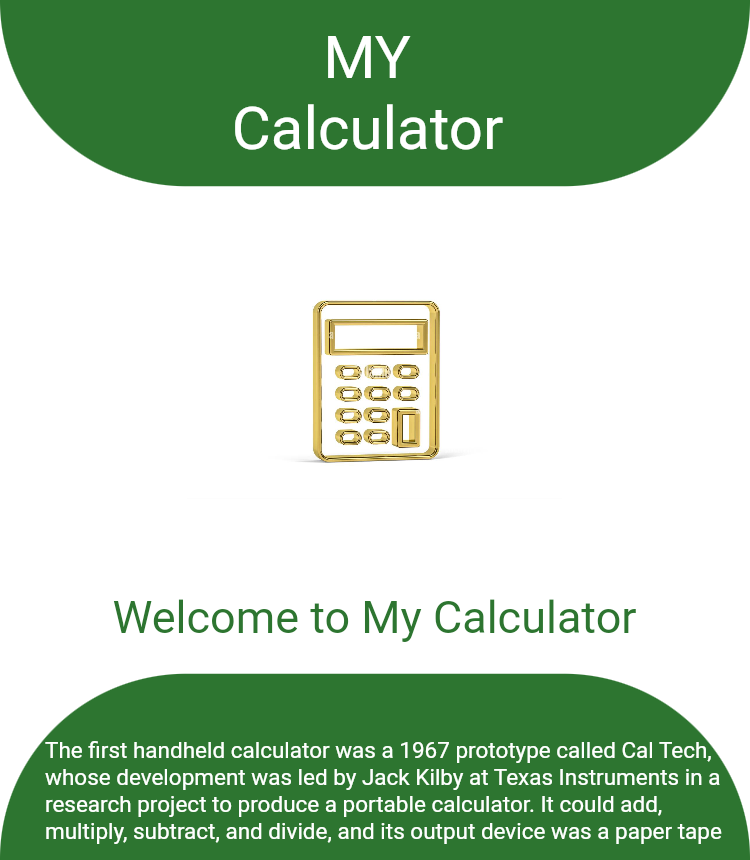 MY
Calculator
Welcome to My Calculator
The first handheld calculator was a 1967 prototype called Cal Tech,
whose development was led by Jack Kilby at Texas Instruments in a
research project to produce a portable calculator. It could add,
multiply, subtract, and divide, and its output device was a paper tape